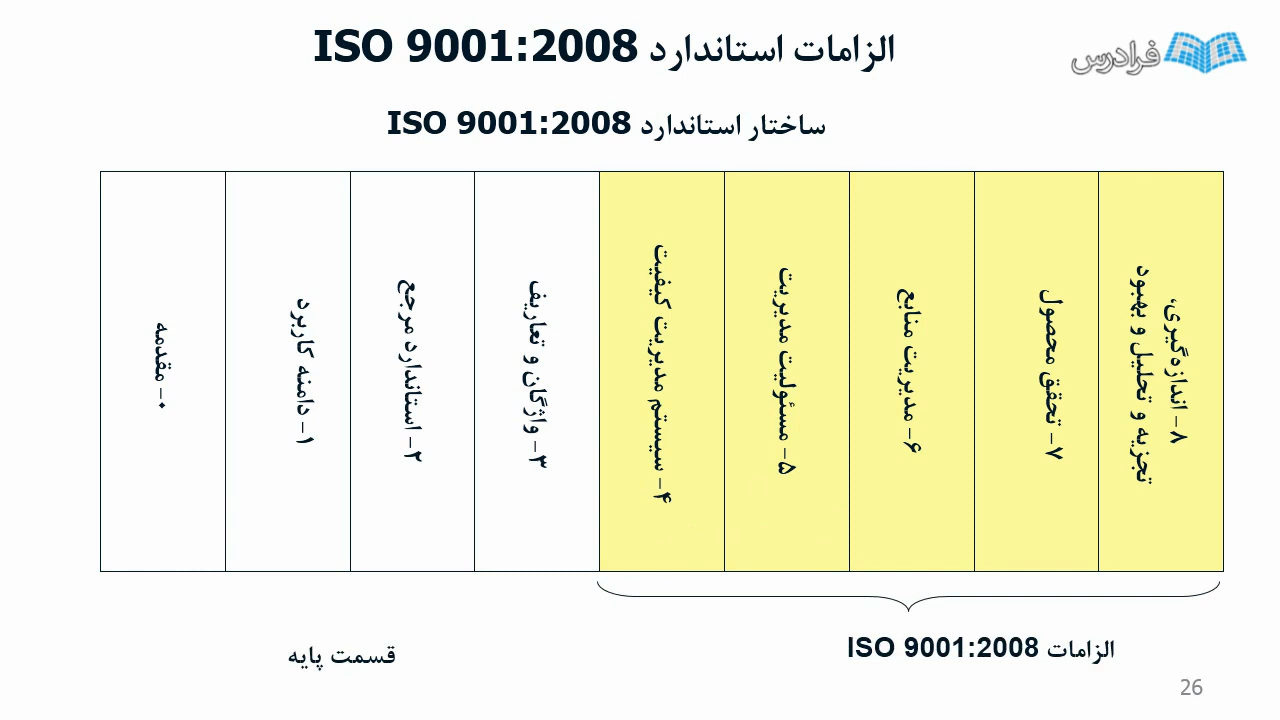 الزامات استاندارد ISO 9001:2008
فرادرس
ساختار استاندارد ISO 9001:2008
۰- مقدمه
۱- دامنه کاربرد
۲- استاندارد مرجع
۳- واژگان و تعاریف
۴- سیستم مدیریت کیفیت
۵- مسئولیت مدیریت
۶- مدیریت منابع
۷- تحقق محصول
۸- اندازه‌گیری،
تجزیه و تحلیل و بهبود
قسمت پایه
الزامات ISO 9001:2008
26